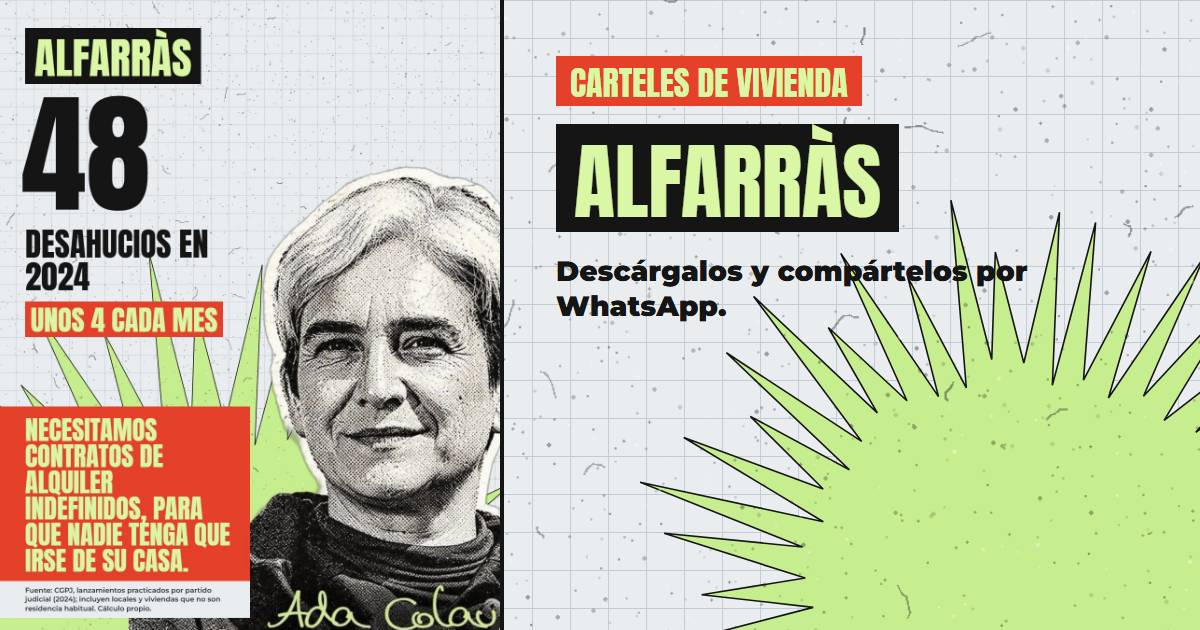 ALFARRÀS
48
DESAHUCIOS EN
2024
UNOS 4 CADA MES
NECESITAMOS
CONTRATOS DE
ALQUILER
INDEFINIDOS, PARA
QUE NADIE TENGA QUE
IRSE DE SU CASA.
Fuente: CGPJ, lanzamientos practicados por partido
judicial (2024); incluyen locales y viviendas que no son
residencia habitual. Cálculo propio.
Ada Colau
CARTELES DE VIVIENDA
ALFARRÀS
Descárgalos y compártelos por
WhatsApp.